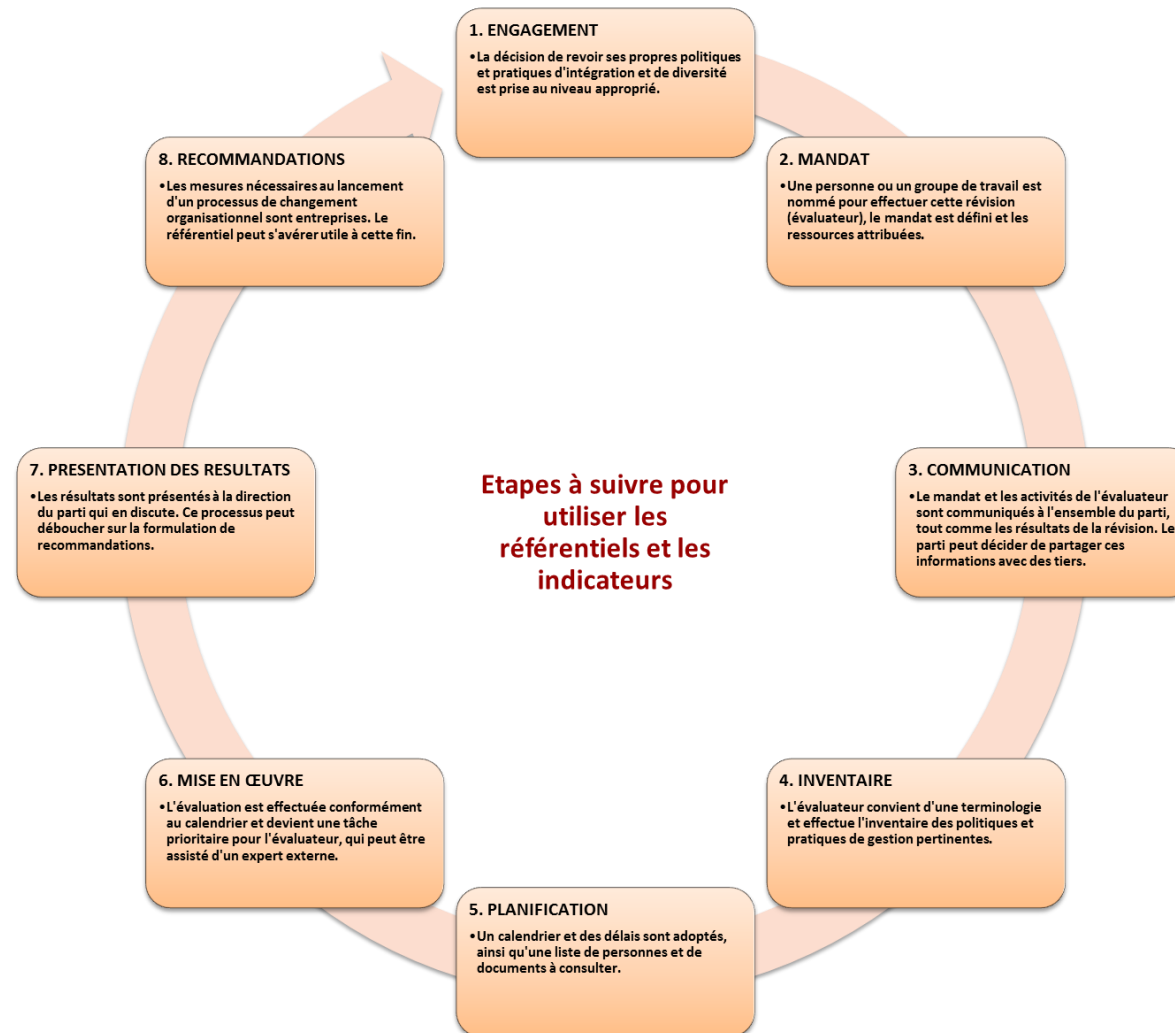 1. ENGAGEMENT
•La décision de revoir ses propres politiques
et pratiques d'intégration et de diversité
est prise au niveau approprié.
2. MANDAT
•Une personne ou un groupe de travail est
nommé pour effectuer cette révision
(évaluateur), le mandat est défini et les
ressources attribuées.
3. COMMUNICATION
•Le mandat et les activités de l'évaluateur
sont communiqués à l'ensemble du parti,
tout comme les résultats de la révision. Le
parti peut décider de partager ces
informations avec des tiers.
4. INVENTAIRE
•L'évaluateur convient d'une terminologie
et effectue l'inventaire des politiques et
pratiques de gestion pertinentes.
5. PLANIFICATION
•Un calendrier et des délais sont adoptés,
ainsi qu'une liste de personnes et de
documents à consulter.
6. MISE EN ŒUVRE
•L'évaluation est effectuée conformément
au calendrier et devient une tâche
prioritaire pour l'évaluateur, qui peut être
assisté d'un expert externe.
7. PRESENTATION DES RESULTATS
•Les résultats sont présentés à la direction
du parti qui en discute. Ce processus peut
déboucher sur la formulation de
recommandations.
8. RECOMMANDATIONS
•Les mesures nécessaires au lancement
d'un processus de changement
organisationnel sont entreprises. Le
référentiel peut s'avérer utile à cette fin.
Etapes à suivre pour
utiliser les
référentiels et les
indicateurs